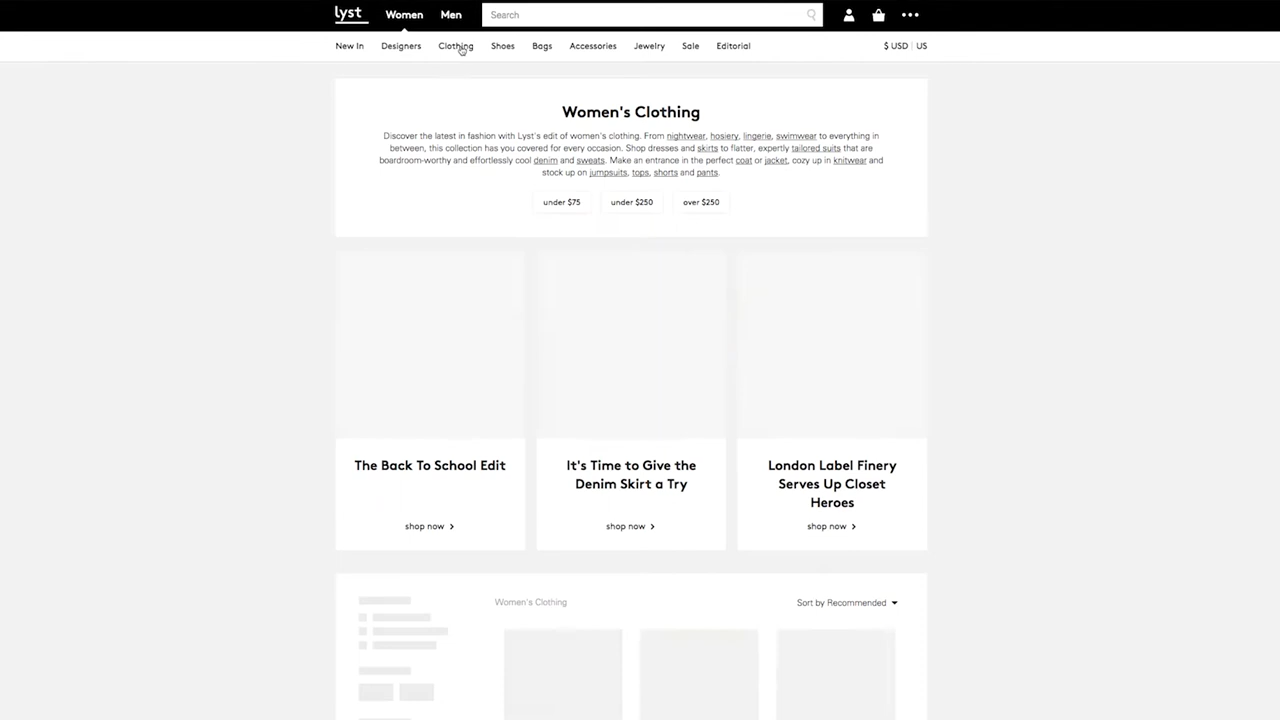 lyst Women Men Search
New In Designers Clothing Shoes Bags Accessories Jewelry Sale Editorial $ USD | US
Women's Clothing
Discover the latest in fashion with Lyst's edit of women's clothing. From nightwear, hosiery, lingerie, swimwear to everything in
between, this collection has you covered for every occasion. Shop dresses and skirts to flatter, expertly tailored suits that are
boardroom-worthy and effortlessly cool denim and sweats. Make an entrance in the perfect coat or jacket, cozy up in knitwear and
stock up on jumpsuits, tops, shorts and pants.
under $75 under $250 over $250
The Back To School Edit
shop now
It's Time to Give the
Denim Skirt a Try
shop now
London Label Finery
Serves Up Closet
Heroes
shop now
Women's Clothing Sort by Recommended